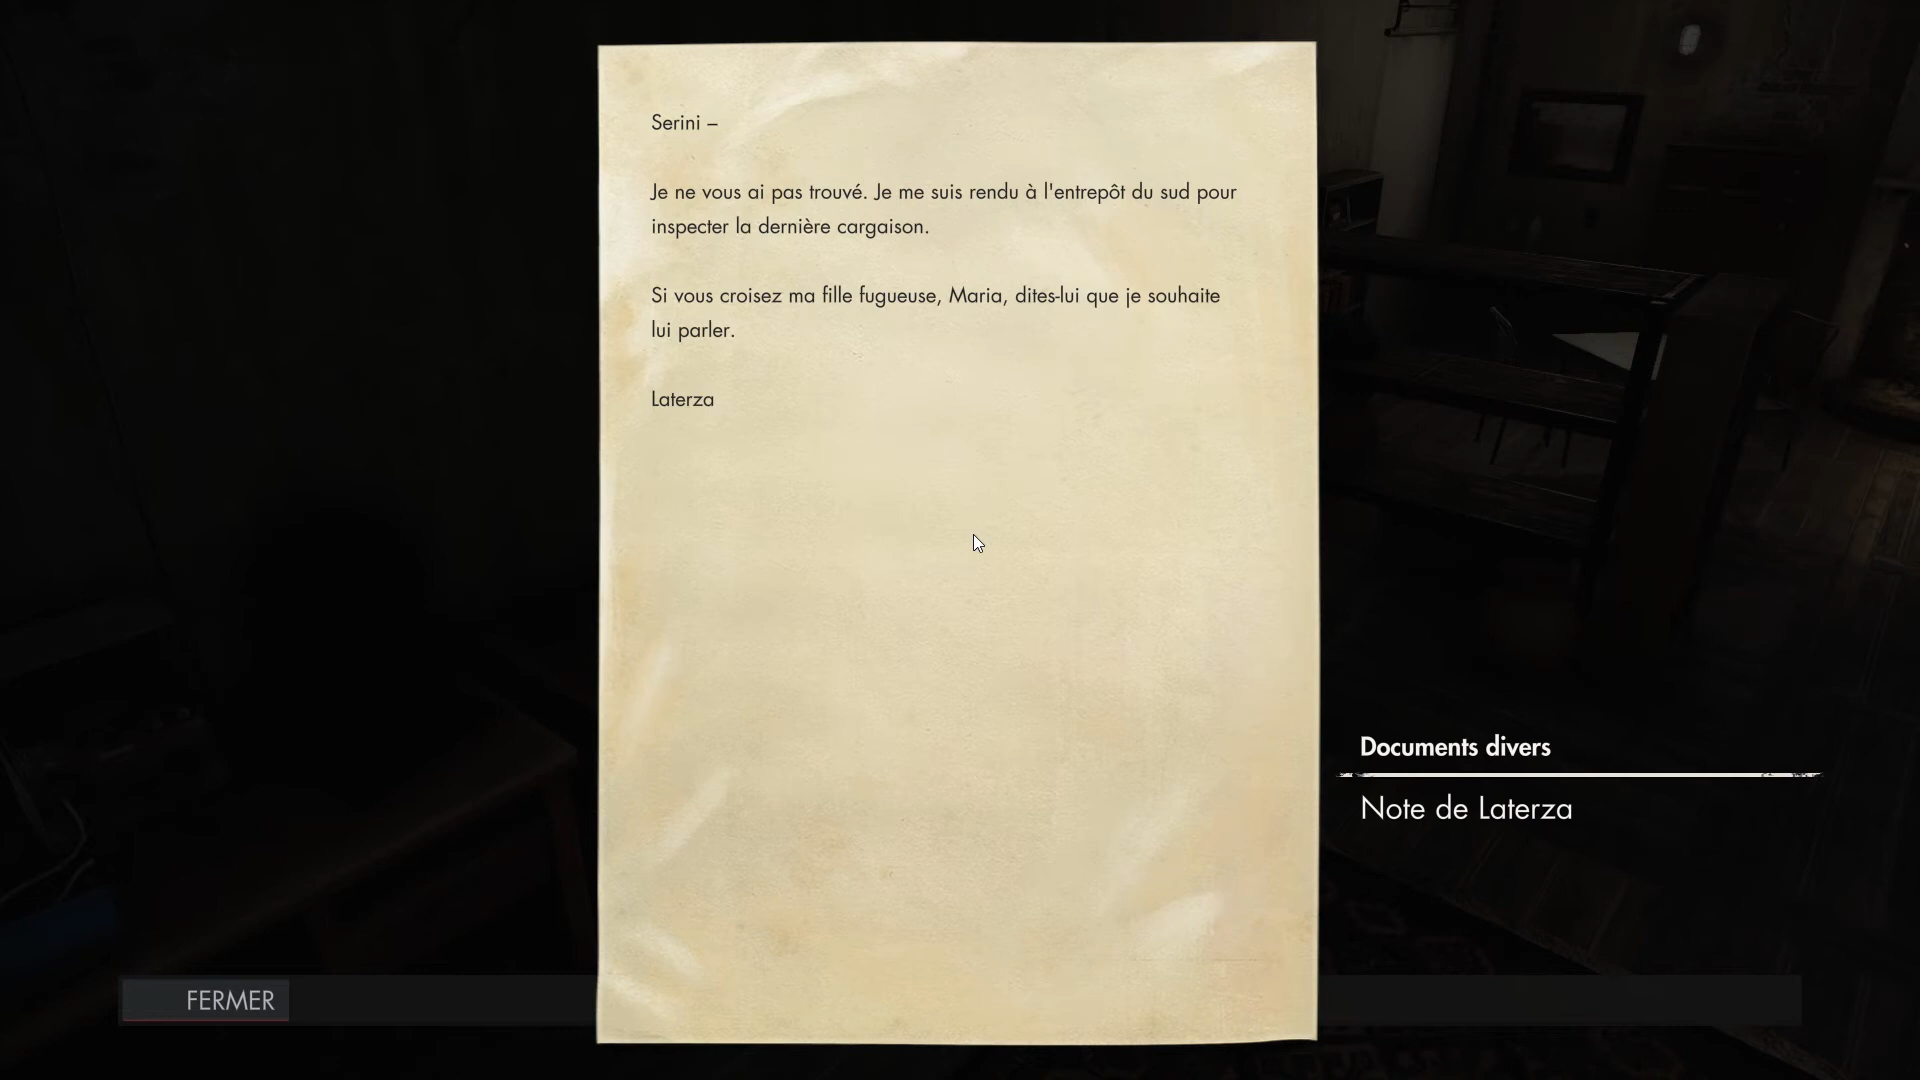 Serini –
Je ne vous ai pas trouvé. Je me suis rendu à l'entrepôt du sud pour
inspecter la dernière cargaison.
Si vous croisez ma fille fugueuse, Maria, dites-lui que je souhaite
lui parler.
Laterza
Documents divers
Note de Laterza
FERMER